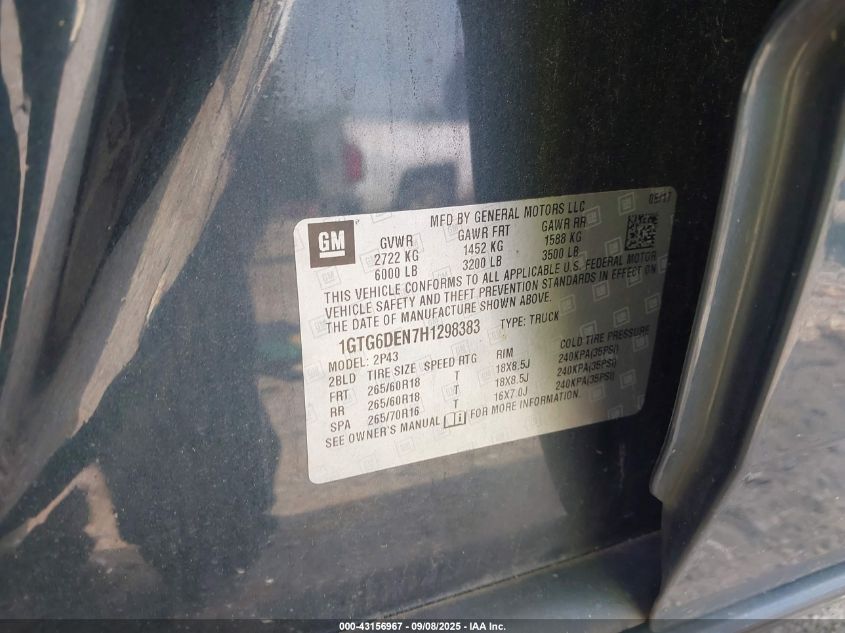 MFD BY GENERAL MOTORS LLC 05/17
GM GVWR GAWR FRT GAWR RR
2722 KG 1452 KG 1588 KG
6000 LB 3200 LB 3500 LB
THIS VEHICLE CONFORMS TO ALL APPLICABLE U.S. FEDERAL MOTOR
VEHICLE SAFETY AND THEFT PREVENTION STANDARDS IN EFFECT ON
THE DATE OF MANUFACTURE SHOWN ABOVE.
1GTG6DEN7H1298383 TYPE: TRUCK
MODEL: 2P43
2BLD TIRE SIZE SPEED RTG RIM COLD TIRE PRESSURE
FRT 265/60R18 T 18X8.5J 240KPA(35PSI)
RR 265/60R18 T 18X8.5J 240KPA(35PSI)
SPA 265/70R16 T 16X7.0J 240KPA(35PSI)
SEE OWNER'S MANUAL FOR MORE INFORMATION.
000-43156967 - 09/08/2025 - IAA Inc.